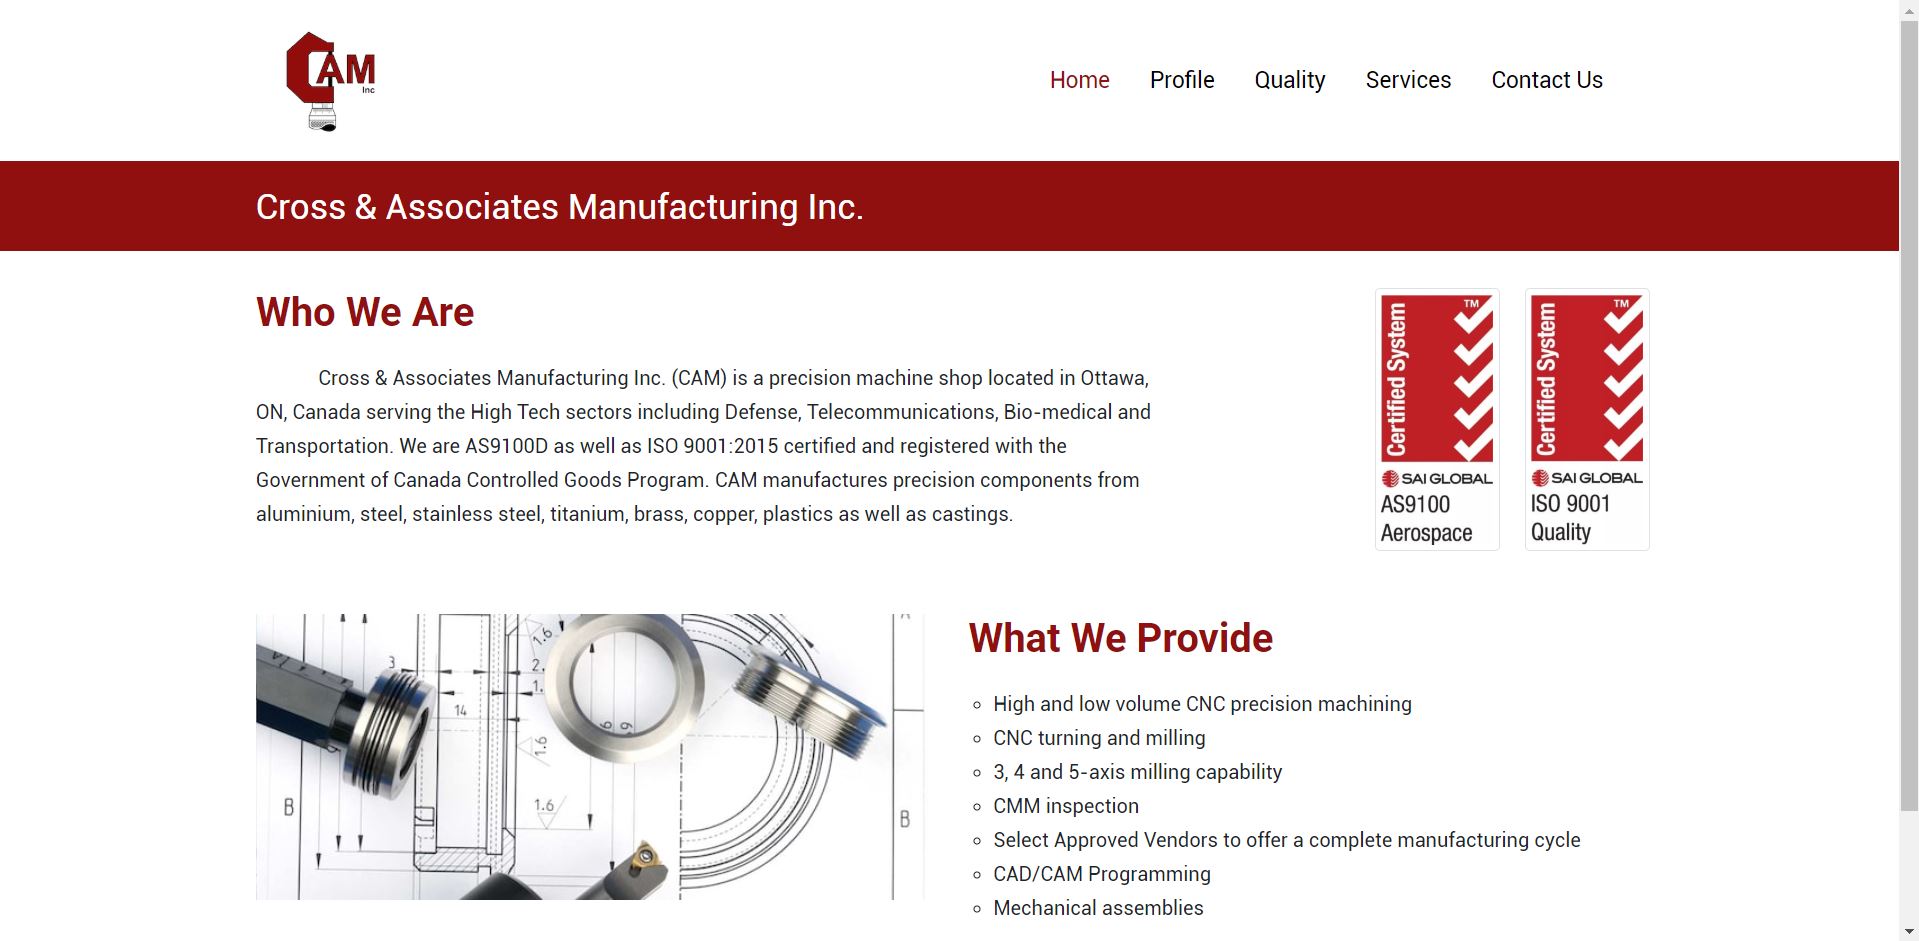 CAM
Inc
Home
Profile
Quality
Services
Contact Us
Cross & Associates Manufacturing Inc.
Who We Are
Cross & Associates Manufacturing Inc. (CAM) is a precision machine shop located in Ottawa,
ON, Canada serving the High Tech sectors including Defense, Telecommunications, Bio-medical and
Transportation. We are AS9100D as well as ISO 9001:2015 certified and registered with the
Government of Canada Controlled Goods Program. CAM manufactures precision components from
aluminium, steel, stainless steel, titanium, brass, copper, plastics as well as castings.
Certified System
TM
SAI GLOBAL
AS9100
Aerospace
Certified System
TM
SAI GLOBAL
ISO 9001
Quality
1.6
3
2.
1.
14
6
9
1.6
1.6
B
B
What We Provide
High and low volume CNC precision machining
CNC turning and milling
3, 4 and 5-axis milling capability
CMM inspection
Select Approved Vendors to offer a complete manufacturing cycle
CAD/CAM Programming
Mechanical assemblies